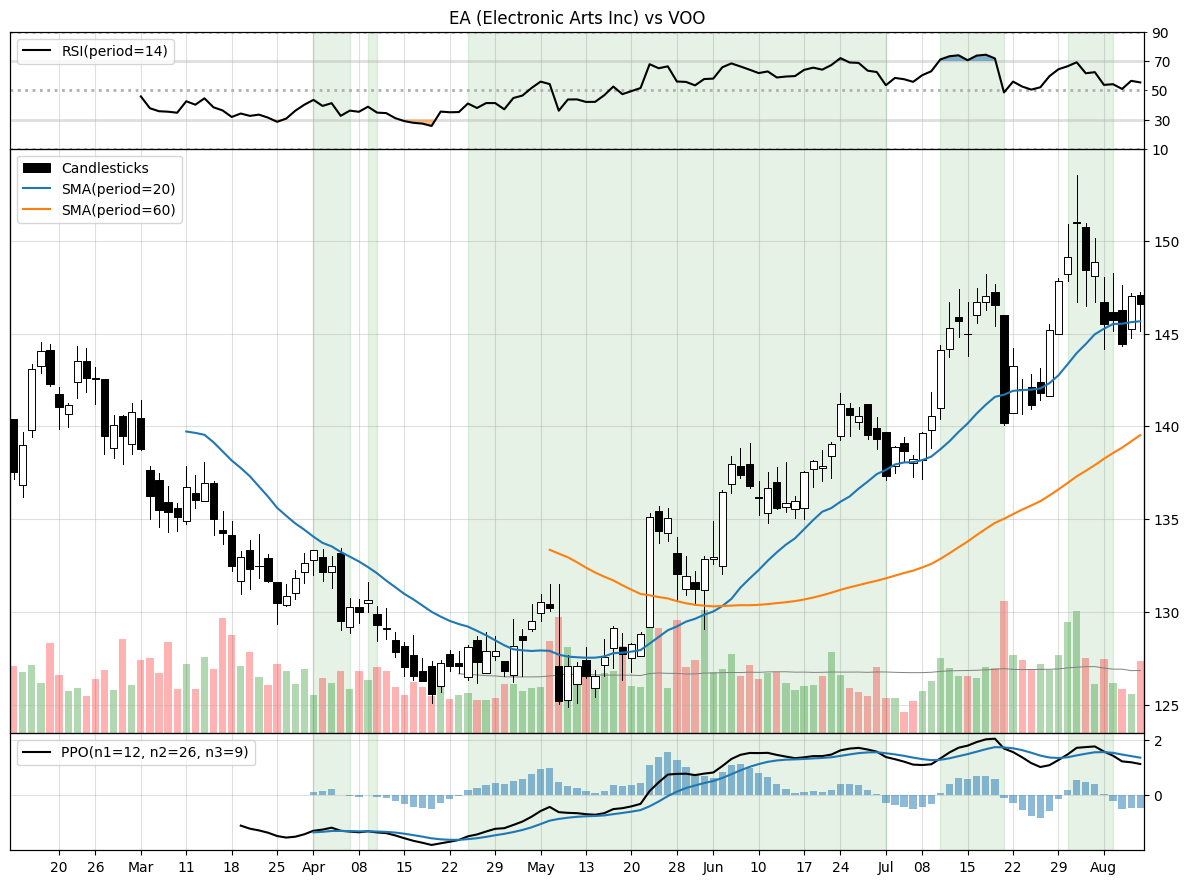 EA (Electronic Arts Inc) vs VOO
RSI(period=14)
90
70
50
30
10
Candlesticks
SMA(period=20)
SMA(period=60)
150
145
140
135
130
125
PPO(n1=12, n2=26, n3=9)
2
0
20 26 Mar 11 18 25 Apr 08 15 22 29 May 13 20 28 Jun 10 17 24 Jul 08 15 22 29 Aug